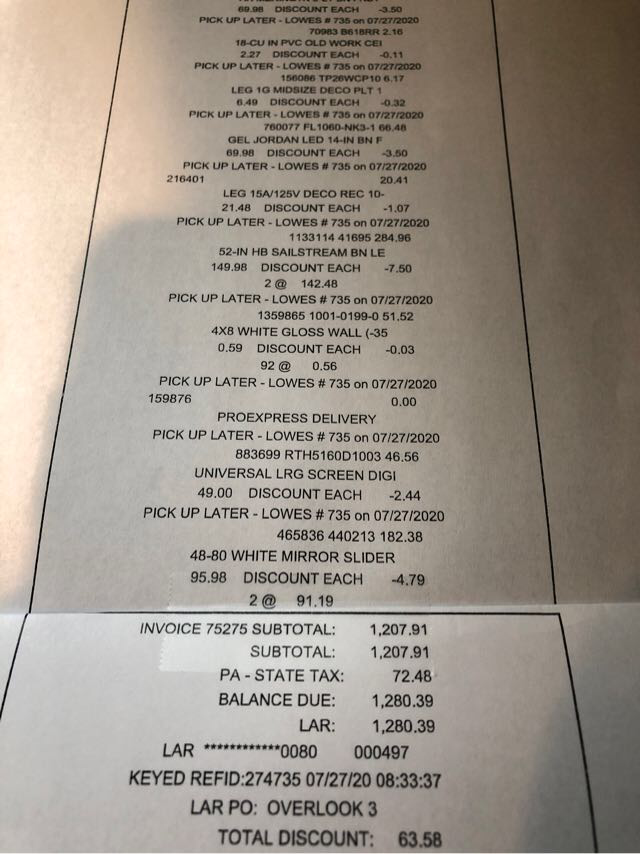 69.98 DISCOUNT EACH -3.50
PICK UP LATER - LOWES # 735 on 07/27/2020
70983 B618RR 2.16
18-CU IN PVC OLD WORK CEI
2.27 DISCOUNT EACH -0.11
PICK UP LATER - LOWES # 735 on 07/27/2020
156086 TP26WCP10 6.17
LEG 1G MIDSIZE DECO PLT 1
6.49 DISCOUNT EACH -0.32
PICK UP LATER - LOWES # 735 on 07/27/2020
760077 FL1060-NK3-1 66.48
GEL JORDAN LED 14-IN BN F
69.98 DISCOUNT EACH -3.50
PICK UP LATER - LOWES # 735 on 07/27/2020
216401 20.41
LEG 15A/125V DECO REC 10-
21.48 DISCOUNT EACH -1.07
PICK UP LATER - LOWES # 735 on 07/27/2020
1133114 41695 284.96
52-IN HB SAILSTREAM BN LE
149.98 DISCOUNT EACH -7.50
2 @ 142.48
PICK UP LATER - LOWES # 735 on 07/27/2020
1359865 1001-0199-0 51.52
4X8 WHITE GLOSS WALL (-35
0.59 DISCOUNT EACH -0.03
92 @ 0.56
PICK UP LATER - LOWES # 735 on 07/27/2020
159876 0.00
PROEXPRESS DELIVERY
PICK UP LATER - LOWES # 735 on 07/27/2020
883699 RTH5160D1003 46.56
UNIVERSAL LRG SCREEN DIGI
49.00 DISCOUNT EACH -2.44
PICK UP LATER - LOWES # 735 on 07/27/2020
465836 440213 182.38
48-80 WHITE MIRROR SLIDER
95.98 DISCOUNT EACH -4.79
2 @ 91.19
INVOICE 75275 SUBTOTAL: 1,207.91
SUBTOTAL: 1,207.91
PA - STATE TAX: 72.48
BALANCE DUE: 1,280.39
LAR: 1,280.39
LAR ************0080 000497
KEYED REFID:274735 07/27/20 08:33:37
LAR PO: OVERLOOK 3
TOTAL DISCOUNT: 63.58